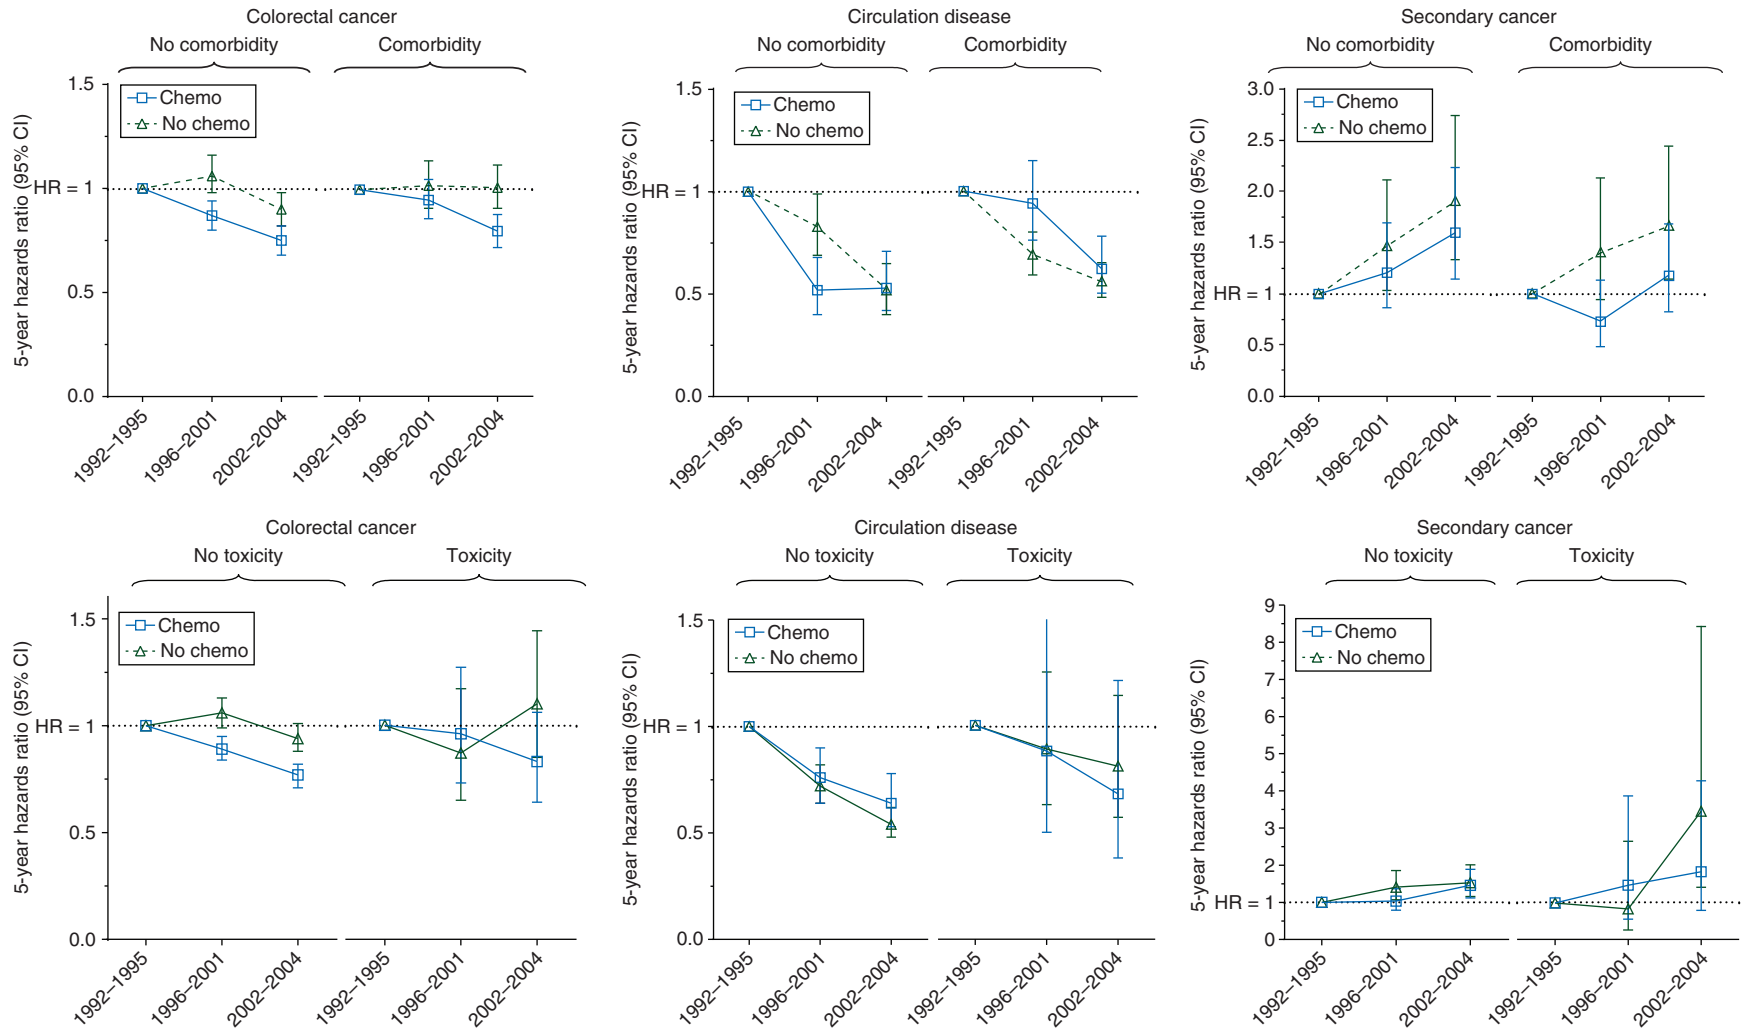 Colorectal cancer
No comorbidity Comorbidity
5-year hazards ratio (95% CI)
1.5
HR = 1
0.5
0.0
Chemo
No chemo
1992–1995 1996–2001 2002–2004 1992–1995 1996–2001 2002–2004
Circulation disease
No comorbidity Comorbidity
5-year hazards ratio (95% CI)
1.5
HR = 1
0.5
0.0
Chemo
No chemo
1992–1995 1996–2001 2002–2004 1992–1995 1996–2001 2002–2004
Secondary cancer
No comorbidity Comorbidity
5-year hazards ratio (95% CI)
3.0
2.5
2.0
1.5
HR = 1
0.5
0.0
Chemo
No chemo
1992–1995 1996–2001 2002–2004 1992–1995 1996–2001 2002–2004
Colorectal cancer
No toxicity Toxicity
5-year hazards ratio (95% CI)
1.5
HR = 1
0.5
0.0
Chemo
No chemo
1992–1995 1996–2001 2002–2004 1992–1995 1996–2001 2002–2004
Circulation disease
No toxicity Toxicity
5-year hazards ratio (95% CI)
1.5
HR = 1
0.5
0.0
Chemo
No chemo
1992–1995 1996–2001 2002–2004 1992–1995 1996–2001 2002–2004
Secondary cancer
No toxicity Toxicity
5-year hazards ratio (95% CI)
9
8
7
6
5
4
3
2
HR = 1
0
Chemo
No chemo
1992–1995 1996–2001 2002–2004 1992–1995 1996–2001 2002–2004